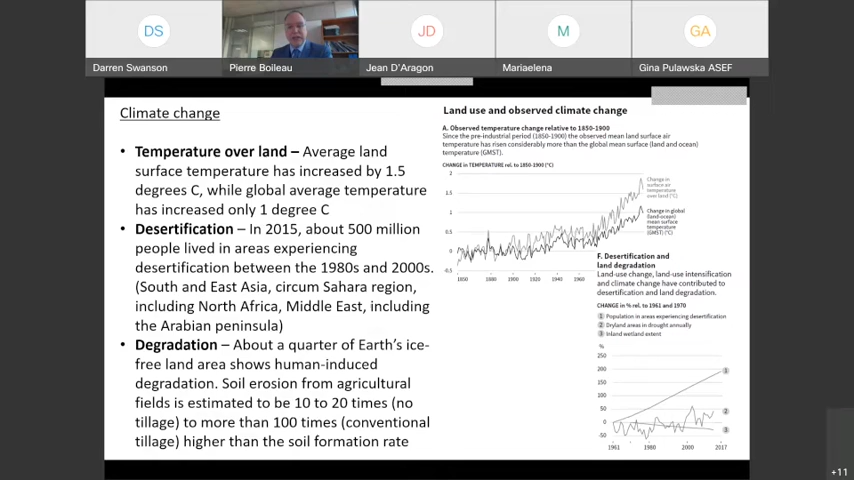 DS
JD
M
GA
Darren Swanson
Pierre Boileau
Jean D'Aragon
Mariaelena
Gina Pulawska ASEF
Climate change
• Temperature over land – Average land
surface temperature has increased by 1.5
degrees C, while global average temperature
has increased only 1 degree C
• Desertification – In 2015, about 500 million
people lived in areas experiencing
desertification between the 1980s and 2000s.
(South and East Asia, circum Sahara region,
including North Africa, Middle East, including
the Arabian peninsula)
• Degradation – About a quarter of Earth's ice-
free land area shows human-induced
degradation. Soil erosion from agricultural
fields is estimated to be 10 to 20 times (no
tillage) to more than 100 times (conventional
tillage) higher than the soil formation rate
Land use and observed climate change
A. Observed temperature change relative to 1850-1900
Since the pre-industrial period (1850-1900) the observed mean land surface air
temperature has risen considerably more than the global mean surface (land and ocean)
temperature (GMST).
CHANGE in TEMPERATURE rel. to 1850-1900 (°C)
2
1.5
1
0.5
0
-0.5
1850
1880
1900
1920
1940
1960
Change in
surface air
temperature
over land (°C)
Change in global
(land-ocean)
mean surface
temperature
(GMST) (°C)
F. Desertification and
land degradation
Land-use change, land-use intensification
and climate change have contributed to
desertification and land degradation.
CHANGE in % rel. to 1961 and 1970
1 Population in areas experiencing desertification
2 Dryland areas in drought annually
3 Inland wetland extent
%
250
200
150
100
50
0
-50
1
2
3
1961
1980
2000
2017
+11